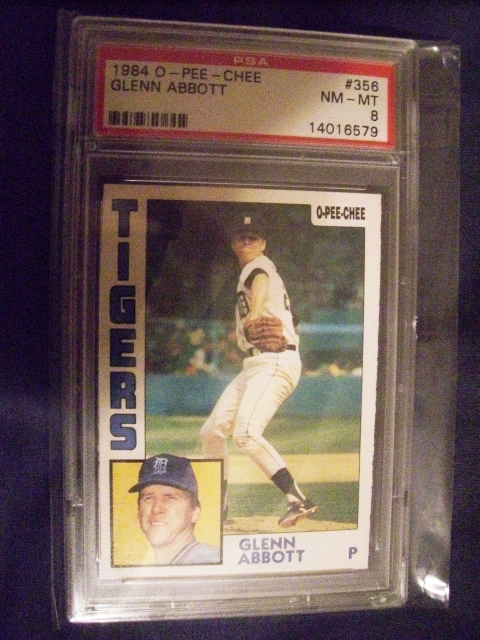 PSA
1984 O-PEE-CHEE #356
GLENN ABBOTT NM-MT
8
14016579
O-PEE-CHEE
TIGERS
D
GLENN
ABBOTT P